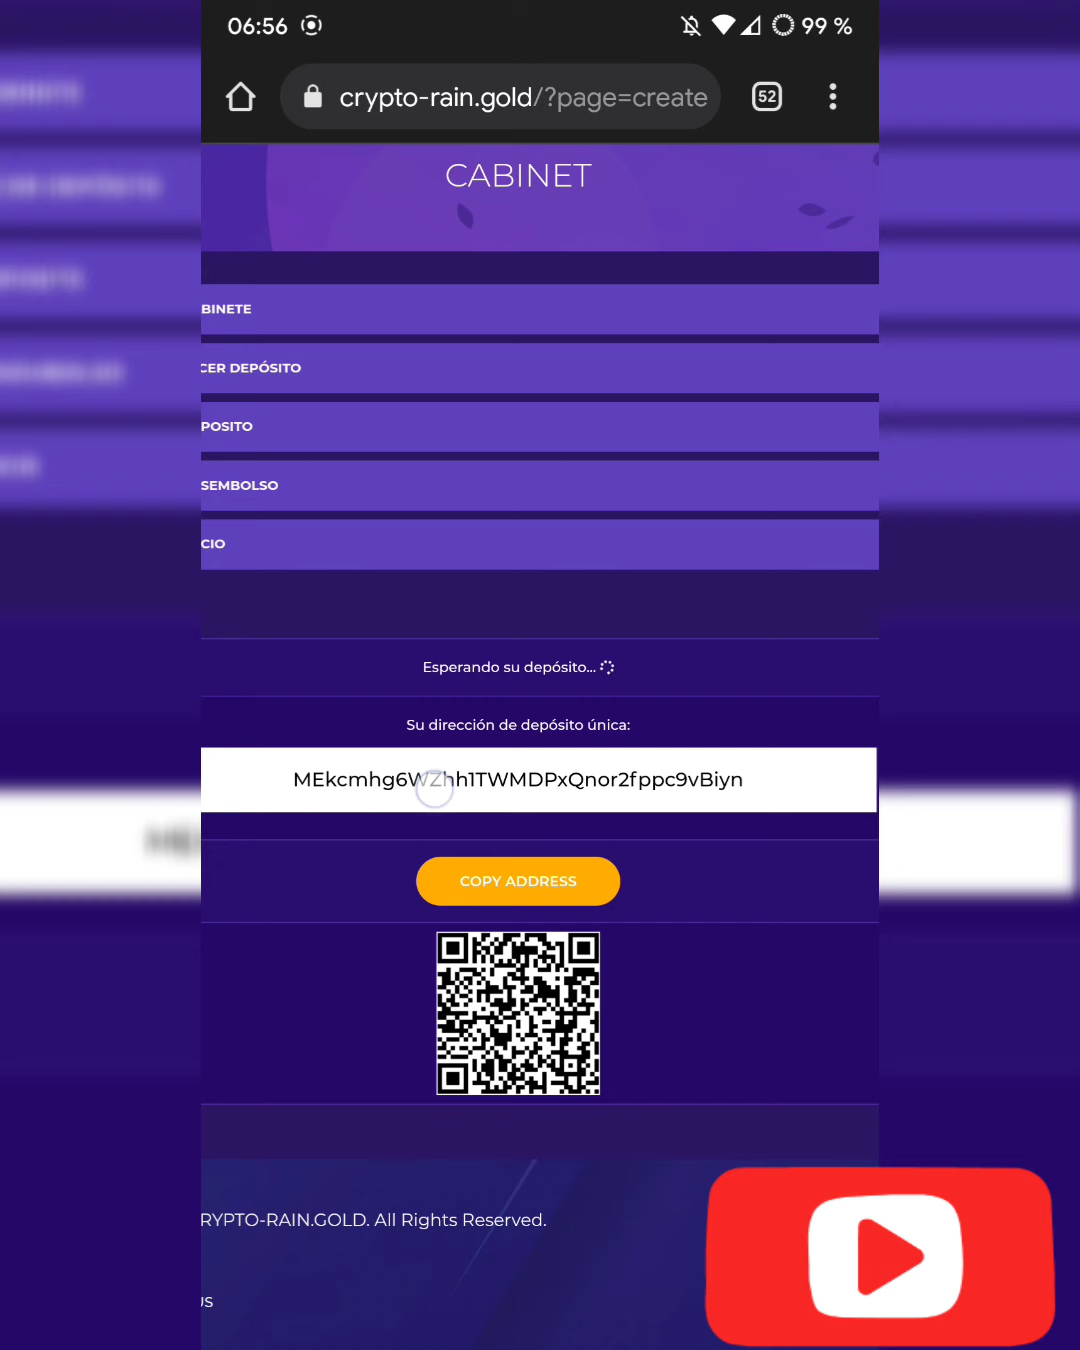 06:56 99 %
crypto-rain.gold/?page=create
52
CABINET
BINETE
CER DEPÓSITO
POSITO
SEMBOLSO
CIO
Esperando su depósito...
Su dirección de depósito única:
MEkcmhg6WZhh1TWMDPxQnor2fppc9vBiyn
COPY ADDRESS
RYPTO-RAIN.GOLD. All Rights Reserved.
US